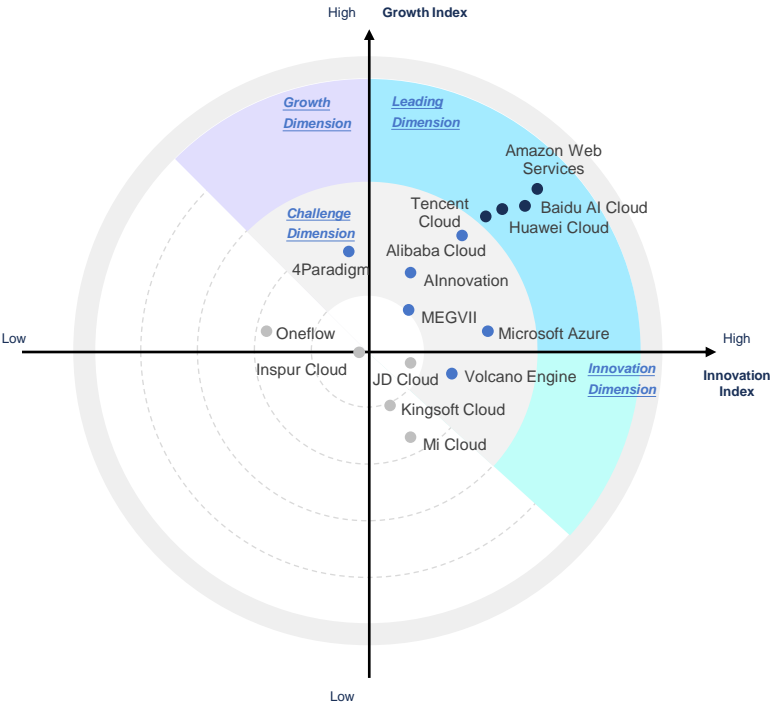 High
Growth Index
Growth
Dimension
Leading
Dimension
Amazon Web
Services
Tencent
Cloud
Baidu AI Cloud
Huawei Cloud
Challenge
Dimension
Alibaba Cloud
4Paradigm
AInnovation
MEGVII
Low
Oneflow
Microsoft Azure
High
Inspur Cloud
JD Cloud
Volcano Engine
Innovation
Dimension
Innovation
Index
Kingsoft Cloud
Mi Cloud
Low